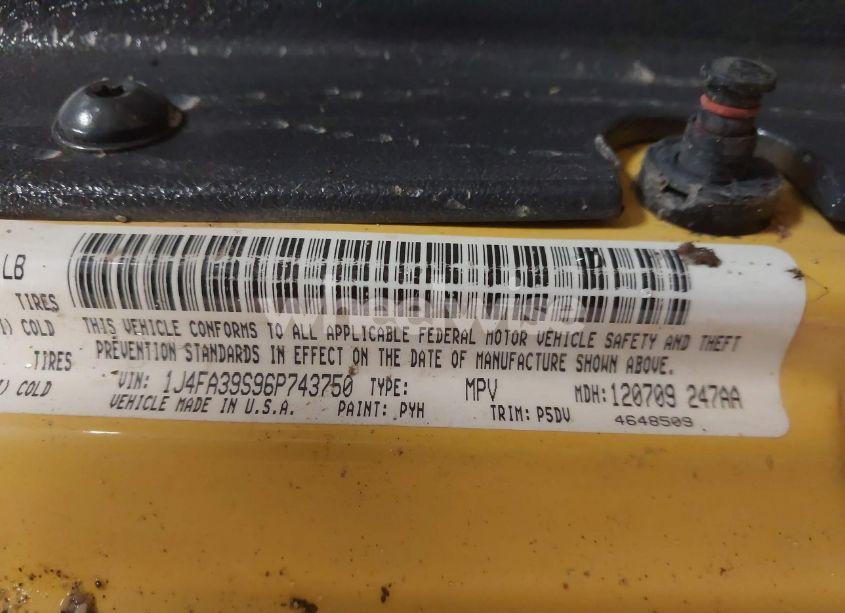 LB
TIRES
COLD
TIRES
COLD
THIS VEHICLE CONFORMS TO ALL APPLICABLE FEDERAL MOTOR VEHICLE SAFETY AND THEFT
PREVENTION STANDARDS IN EFFECT ON THE DATE OF MANUFACTURE SHOWN ABOVE.
VIN: 1J4FA39S96P743750 TYPE: MPV MDH: 120709 247AA
VEHICLE MADE IN U.S.A. PAINT: PYH TRIM: P5DV 4648509